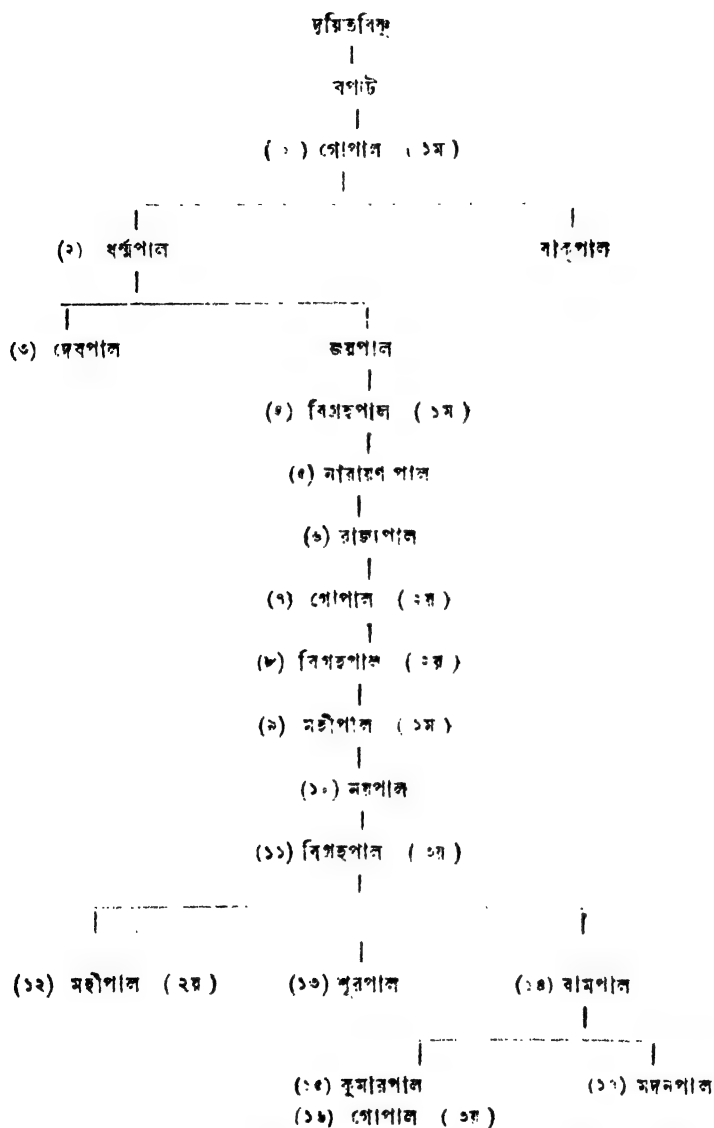 দয়িতবিষ্ণু
বপাট
(১) গোপাল (১ম)
(২) ধর্ম্মপাল বাক্‌পাল
(৩) দেবপাল জয়পাল
(৪) বিগ্রহপাল (১ম)
(৫) নারায়ণ পাল
(৬) রাজ্যপাল
(৭) গোপাল (২য়)
(৮) বিগ্রহপাল (২য়)
(৯) মহীপাল (১ম)
(১০) নয়পাল
(১১) বিগ্রহপাল (৩য়)
(১২) মহীপাল (২য়) (১৩) শূরপাল (১৪) রামপাল
(১৫) কুমারপাল (১৭) মদনপাল
(১৬) গোপাল (৩য়)